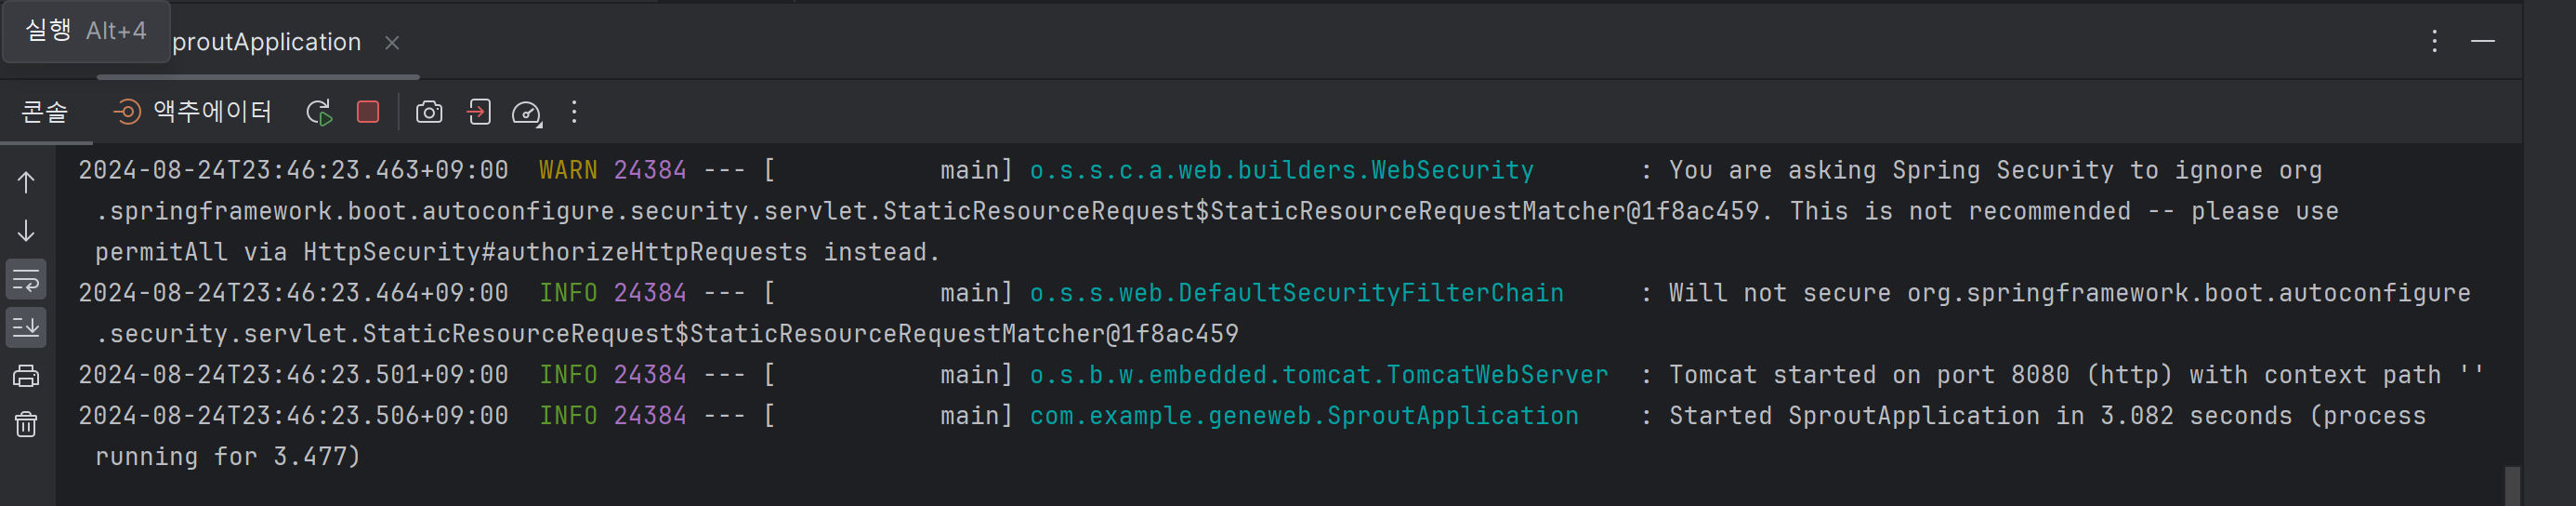 실행 Alt+4
proutApplication
콘솔 액추에이터
2024-08-24T23:46:23.463+09:00  WARN 24384 --- [           main] o.s.s.c.a.web.builders.WebSecurity       : You are asking Spring Security to ignore org
.springframework.boot.autoconfigure.security.servlet.StaticResourceRequest$StaticResourceRequestMatcher@1f8ac459. This is not recommended -- please use
permitAll via HttpSecurity#authorizeHttpRequests instead.
2024-08-24T23:46:23.464+09:00  INFO 24384 --- [           main] o.s.s.web.DefaultSecurityFilterChain     : Will not secure org.springframework.boot.autoconfigure
.security.servlet.StaticResourceRequest$StaticResourceRequestMatcher@1f8ac459
2024-08-24T23:46:23.501+09:00  INFO 24384 --- [           main] o.s.b.w.embedded.tomcat.TomcatWebServer  : Tomcat started on port 8080 (http) with context path ''
2024-08-24T23:46:23.506+09:00  INFO 24384 --- [           main] com.example.geneweb.SproutApplication    : Started SproutApplication in 3.082 seconds (process
running for 3.477)